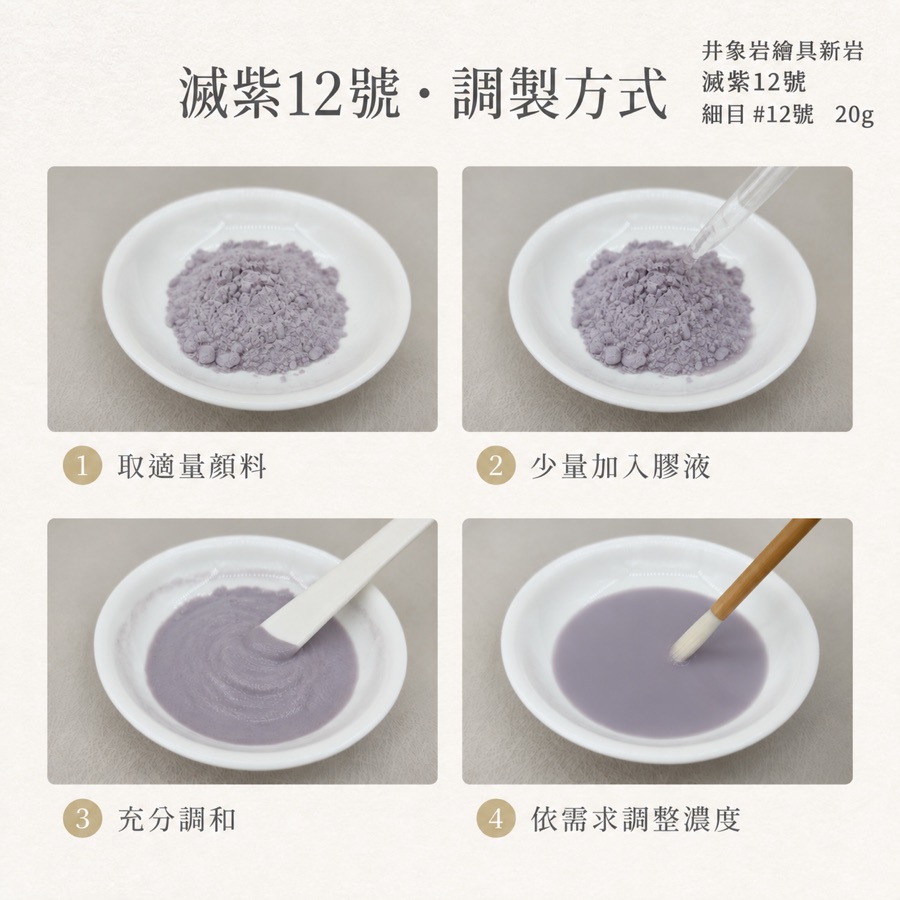 滅紫12號・調製方式
井象岩繪具新岩
滅紫12號
細目 #12號 20g
1 取適量顔料
2 少量加入膠液
3 充分調和
4 依需求調整濃度